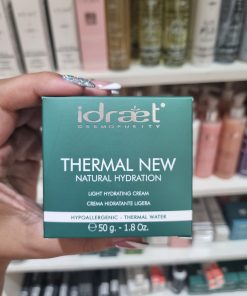 idraet
DERMOPURITY
THERMAL NEW
NATURAL HYDRATION
LIGHT HYDRATING CREAM
CREMA HIDRATANTE LIGERA
HYPOALLERGENIC - THERMAL WATER
℮ 50 g. - 1.8 Oz.